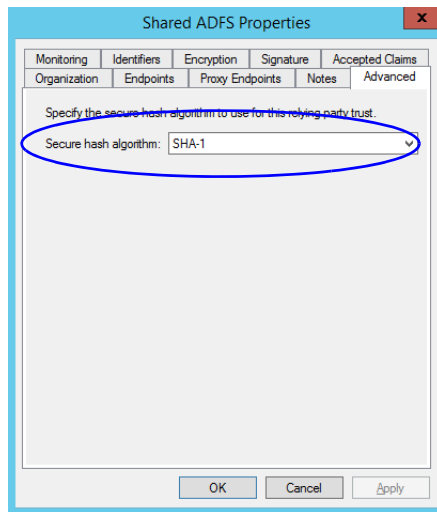 Shared ADFS Properties
x
Monitoring Identifiers Encryption Signature Accepted Claims
Organization Endpoints Proxy Endpoints Notes Advanced
Specify the secure hash algorithm to use for this relying party trust.
Secure hash algorithm: SHA-1
OK Cancel Apply